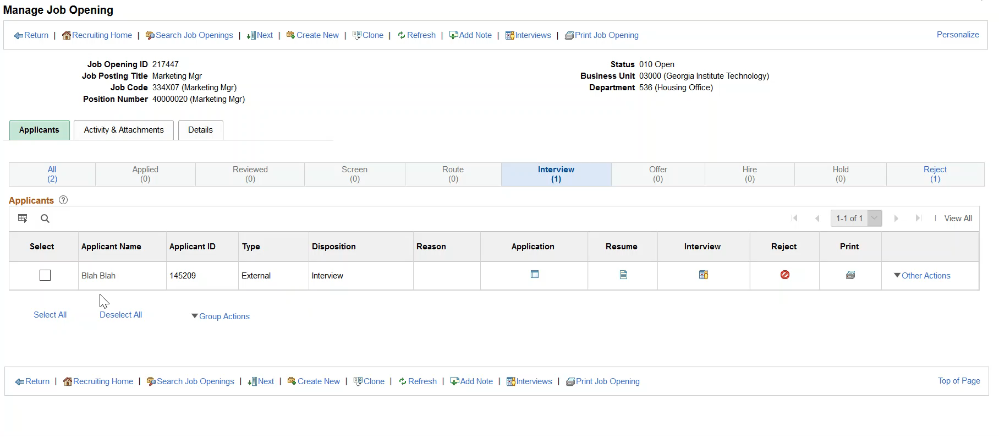 Manage Job Opening
Return | Recruiting Home | Search Job Openings | Next | Create New | Clone | Refresh | Add Note | Interviews | Print Job Opening Personalize
Job Opening ID 217447 Status 010 Open
Job Posting Title Marketing Mgr Business Unit 03000 (Georgia Institute Technology)
Job Code 334X07 (Marketing Mgr) Department 536 (Housing Office)
Position Number 40000020 (Marketing Mgr)
Applicants Activity & Attachments Details
All Applied Reviewed Screen Route Interview Offer Hire Hold Reject
(2) (0) (0) (0) (0) (1) (0) (0) (0) (1)
Applicants ?
1-1 of 1 | View All
Select Applicant Name Applicant ID Type Disposition Reason Application Resume Interview Reject Print
Blah Blah 145209 External Interview Other Actions
Select All Deselect All Group Actions
Return | Recruiting Home | Search Job Openings | Next | Create New | Clone | Refresh | Add Note | Interviews | Print Job Opening Top of Page